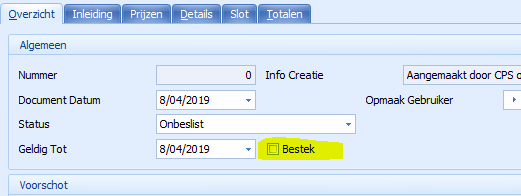 Overzicht Inleiding Prijzen Details Slot Totalen
Algemeen
Nummer 0 Info Creatie Aangemaakt door CPS o
Document Datum 8/04/2019 Opmaak Gebruiker
Status Onbeslist
Geldig Tot 8/04/2019 Bestek
Voorschot